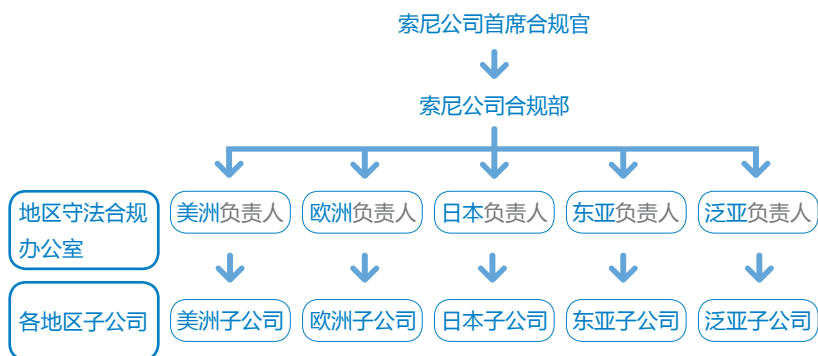 索尼公司首席合规官
索尼公司合规部
地区守法合规
办公室
美洲负责人
欧洲负责人
日本负责人
东亚负责人
泛亚负责人
各地区子公司
美洲子公司
欧洲子公司
日本子公司
东亚子公司
泛亚子公司